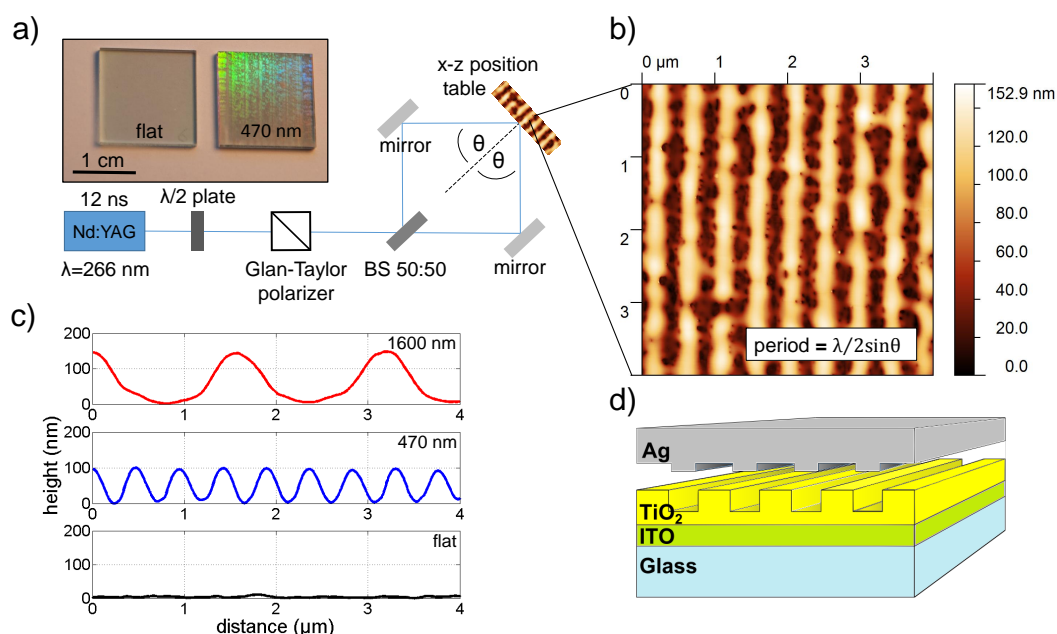 a)
flat
470 nm
1 cm
12 ns
λ/2 plate
Nd:YAG
λ=266 nm
Glan-Taylor
polarizer
BS 50:50
mirror
mirror
θ
θ
x-z position
table
b)
0 µm
1
2
3
0
1
2
3
period = λ/2sinθ
152.9 nm
120.0
100.0
80.0
60.0
40.0
20.0
0.0
c)
height (nm)
200
100
0
1600 nm
0
1
2
3
4
200
100
0
470 nm
0
1
2
3
4
200
100
0
flat
0
1
2
3
4
distance (µm)
d)
Ag
TiO₂
ITO
Glass